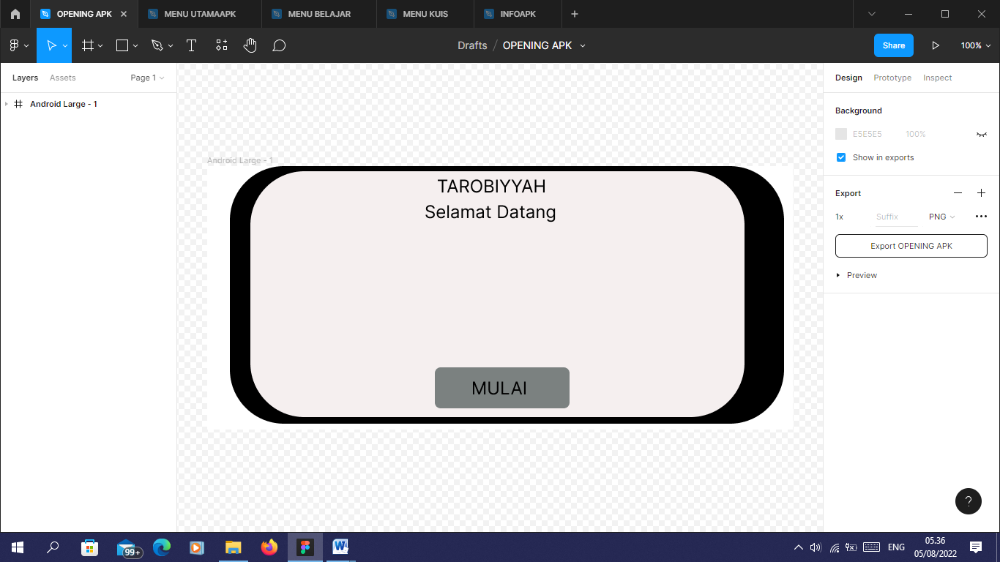 OPENING APK
MENU UTAMAAPK
MENU BELAJAR
MENU KUIS
INFOAPK
Drafts / OPENING APK
Share
100%
Layers Assets Page 1
Android Large - 1
Android Large - 1
TAROBIYYAH
Selamat Datang
MULAI
Design Prototype Inspect
Background
E5E5E5 100%
Show in exports
Export
1x Suffix PNG
Export OPENING APK
Preview
?
99+
ENG
05.36
05/08/2022